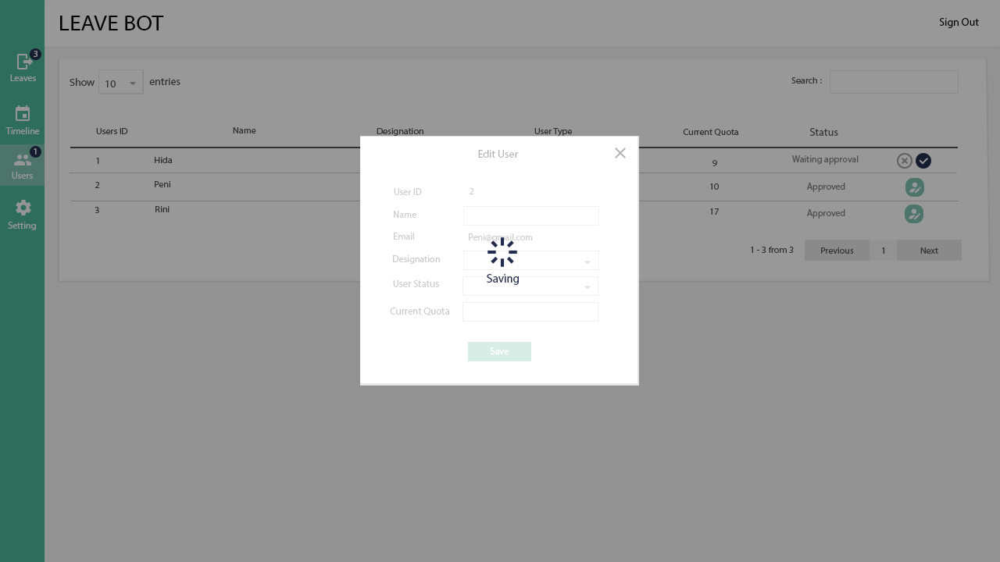 LEAVE BOT
Sign Out
3
Leaves
Timeline
1
Users
Setting
Show 10 entries
Search :
Users ID Name Designation User Type Current Quota Status
1 Hida 9 Waiting approval
2 Peni 10 Approved
3 Rini 17 Approved
1 - 3 from 3 Previous 1 Next
Edit User
User ID 2
Name
Email Peni@gmail.com
Designation
User Status
Current Quota
Saving
Save